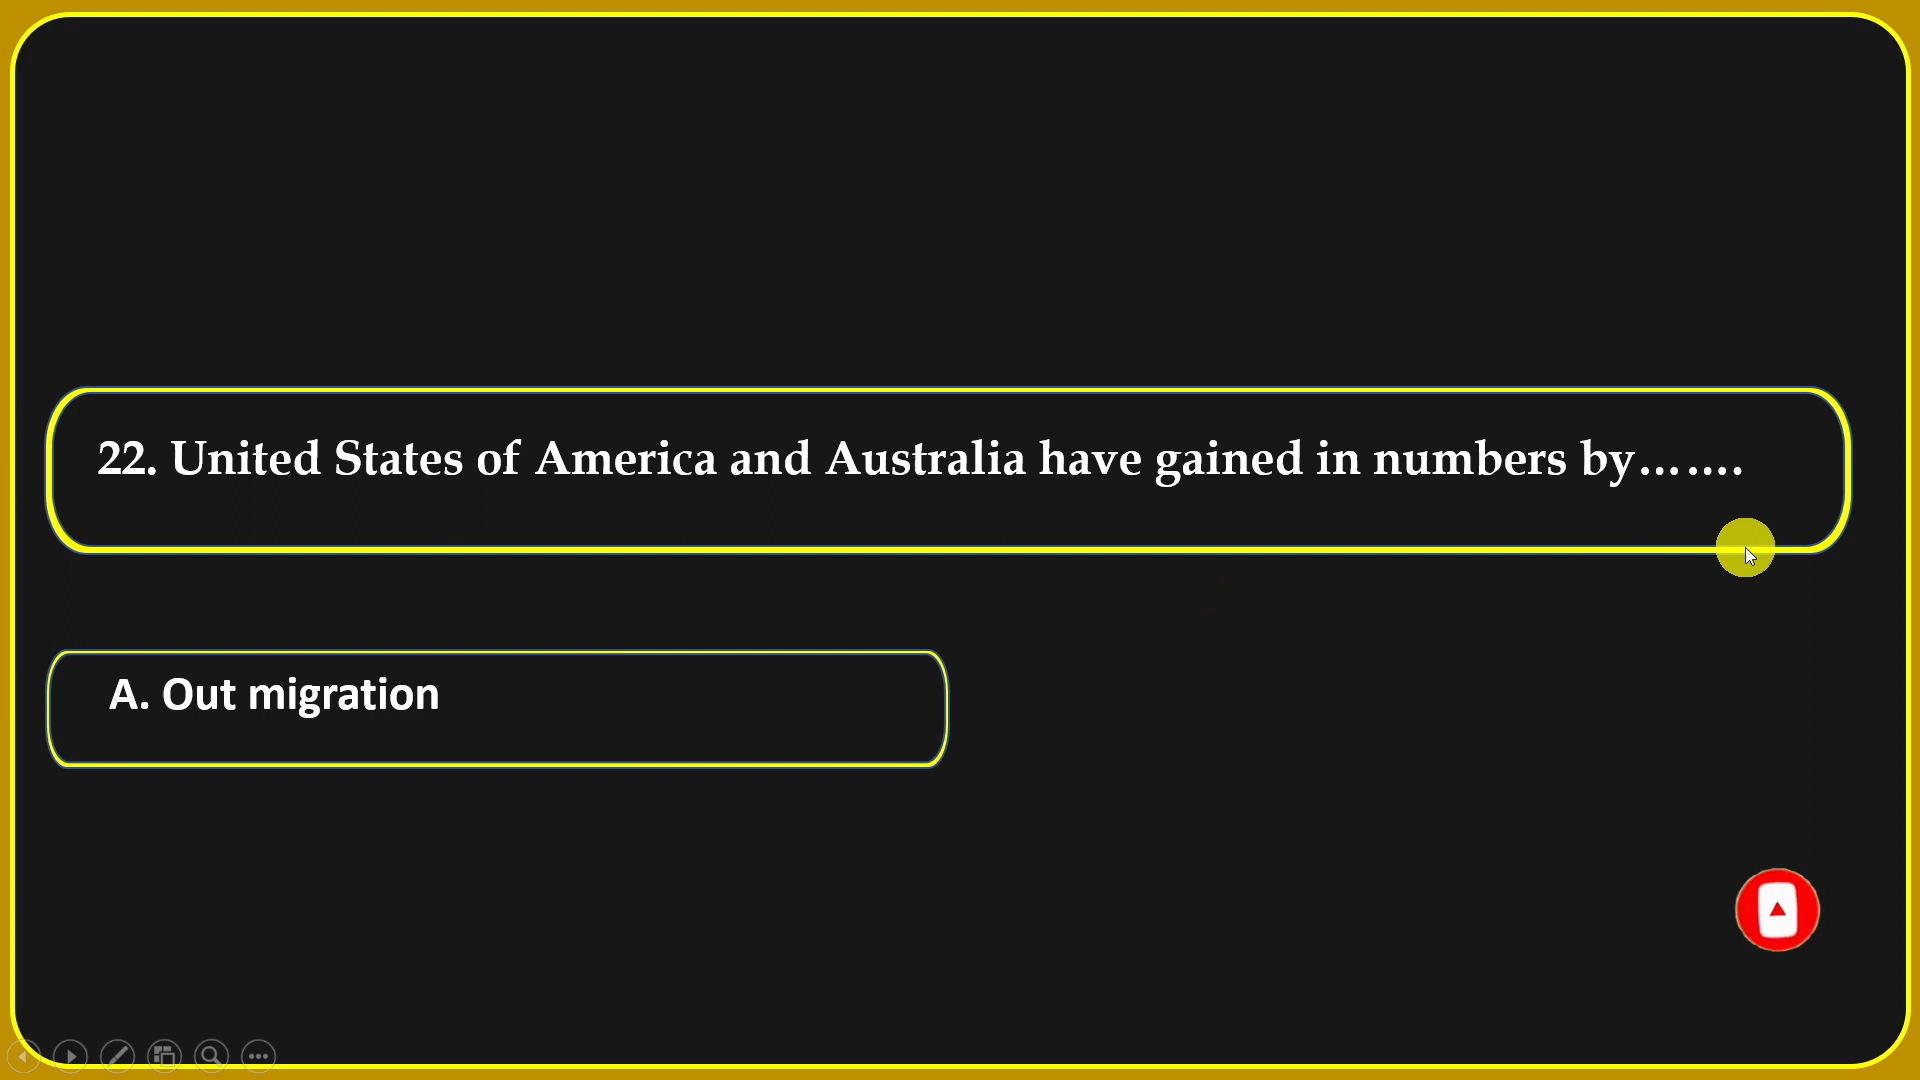 22. United States of America and Australia have gained in numbers by…….
A. Out migration